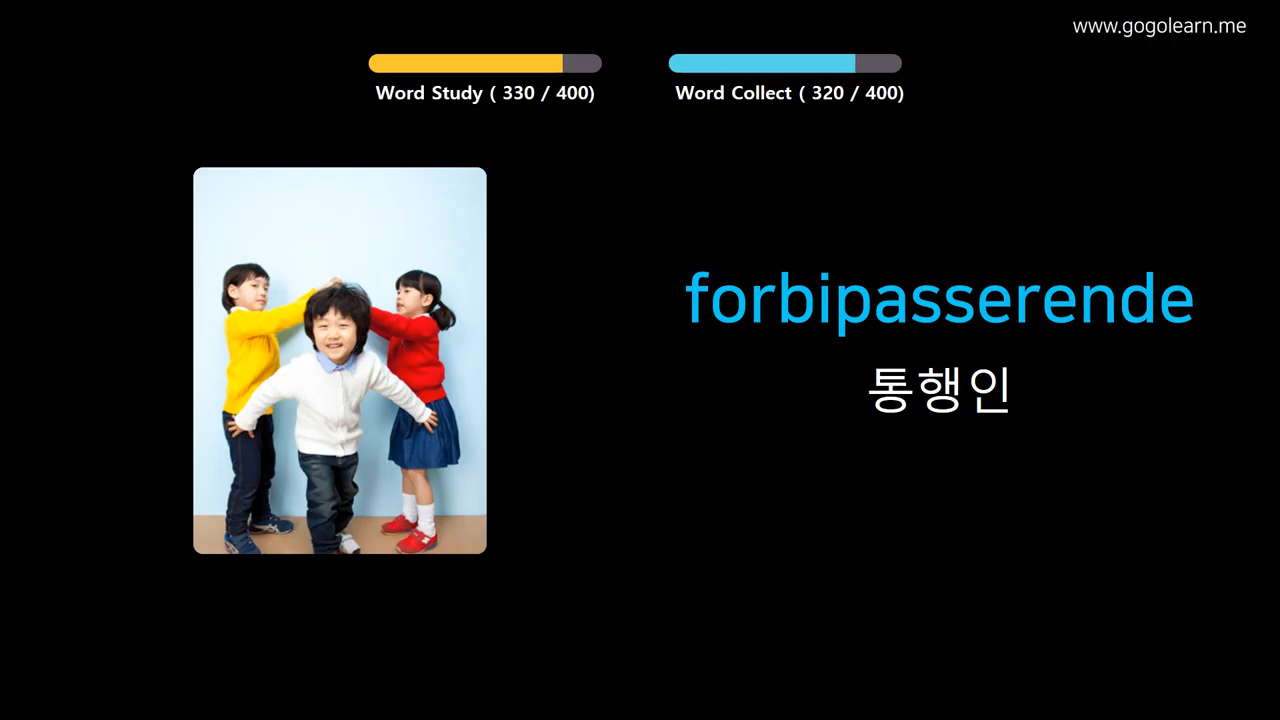 www.gogolearn.me
Word Study ( 330 / 400)
Word Collect ( 320 / 400)
forbipasserende
통행인